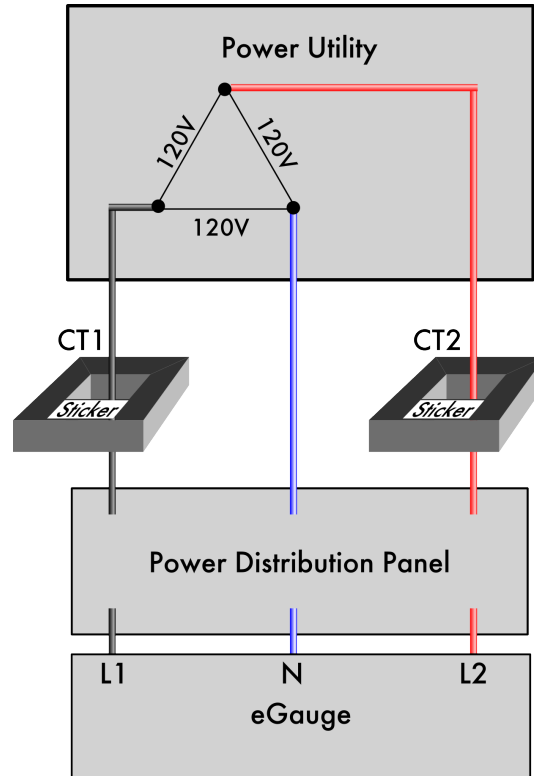 Power Utility
120V
120V
120V
CT1
CT2
Sticker
Sticker
Power Distribution Panel
L1
N
L2
eGauge